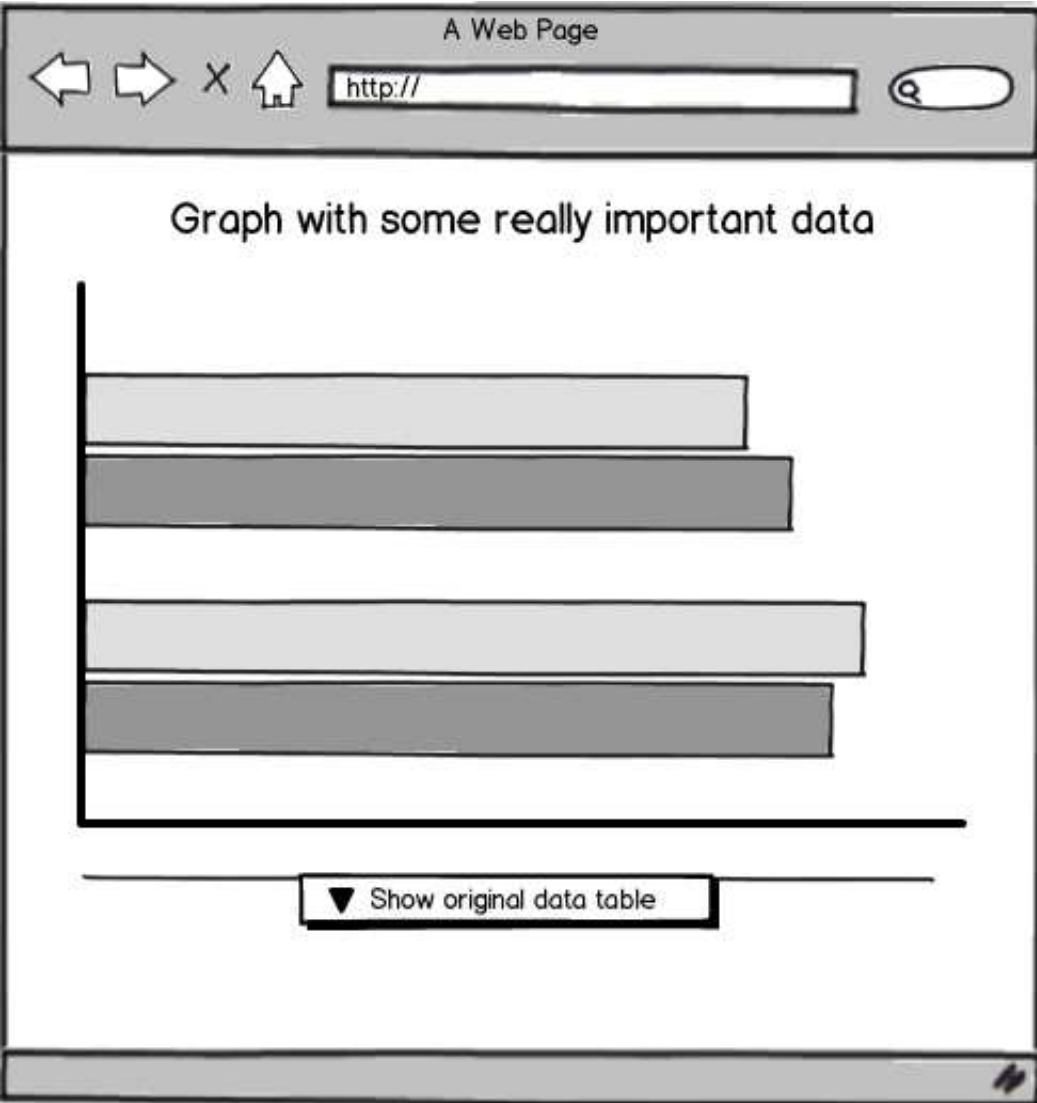 A Web Page
http://
Graph with some really important data
Show original data table